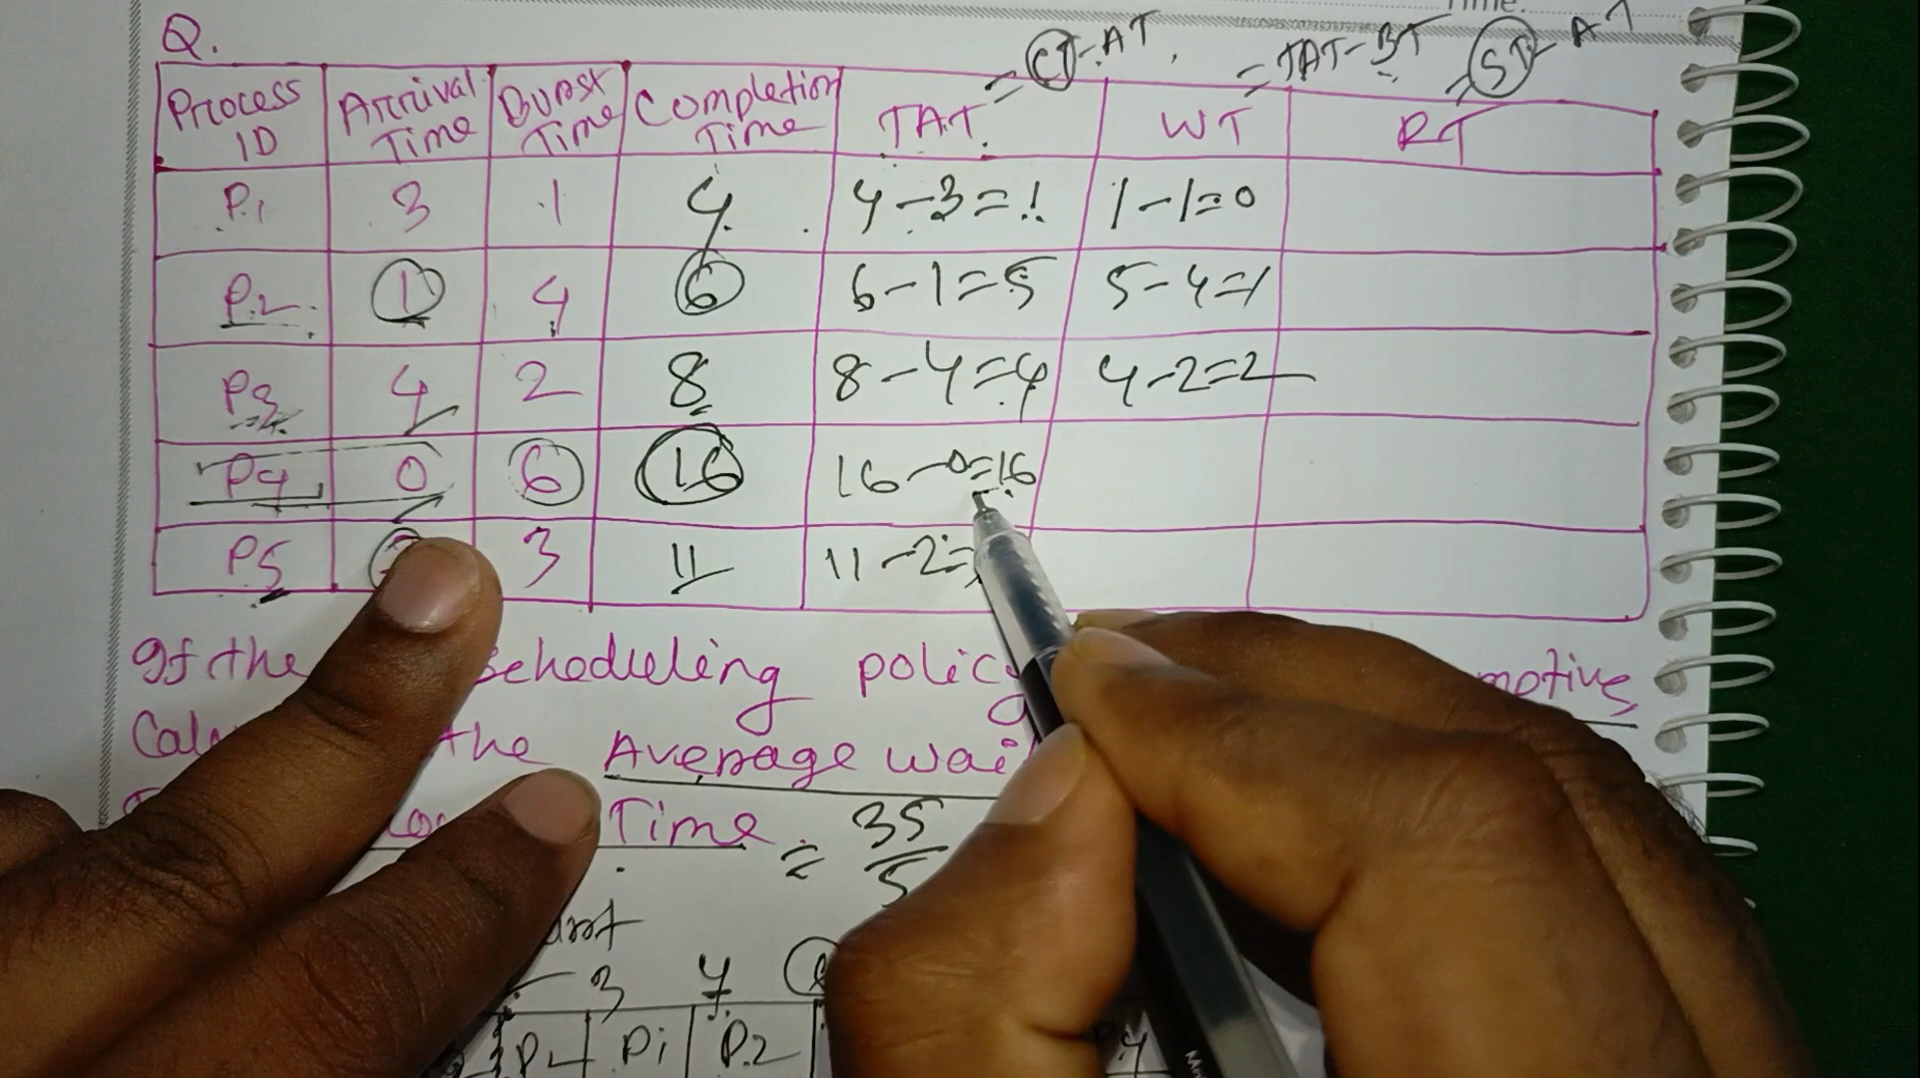 Time:
Q.
= CT-AT
= TAT-BT
= ST-AT
Process ID Arrival Time Burst Time Completion Time TAT WT RT
P1 3 1 4 4-3=1 1-1=0
P2 1 4 6 6-1=5 5-4=1
P3 4 2 8 8-4=4 4-2=2
P4 0 6 16 16-0=16
P5 3 11 11-2=
If the scheduling policy
the Average
Time = 35/5
3 4
P1 P2